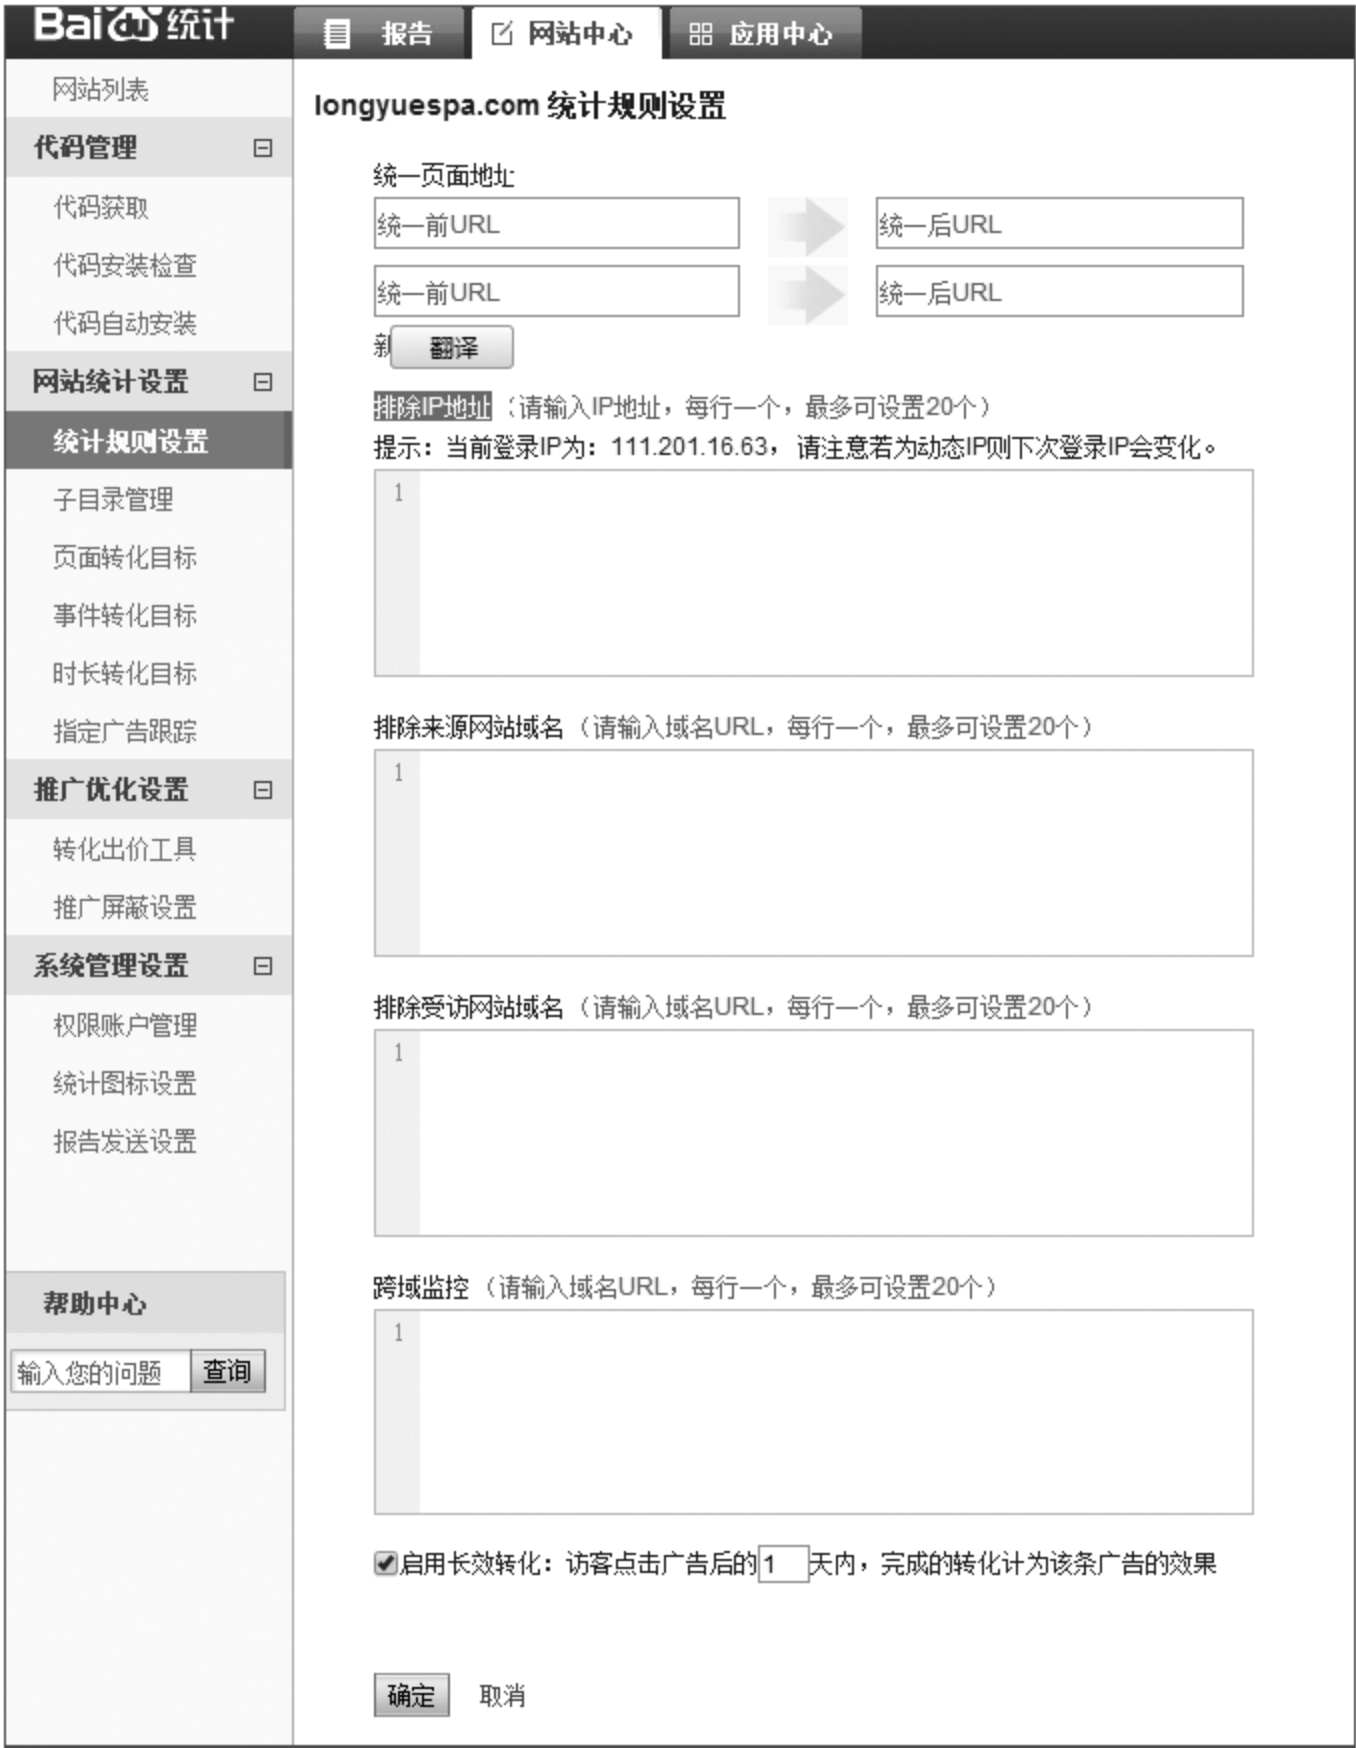 Bai du 统计
报告
网站中心
应用中心
网站列表
代码管理
代码获取
代码安装检查
代码自动安装
网站统计设置
统计规则设置
子目录管理
页面转化目标
事件转化目标
时长转化目标
指定广告跟踪
推广优化设置
转化出价工具
推广屏蔽设置
系统管理设置
权限账户管理
统计图标设置
报告发送设置
帮助中心
输入您的问题 查询
longyuespa.com 统计规则设置
统一页面地址
统一前URL 统一后URL
统一前URL 统一后URL
翻译
排除IP地址（请输入IP地址，每行一个，最多可设置20个）
提示：当前登录IP为：111.201.16.63，请注意若为动态IP则下次登录IP会变化。
1
排除来源网站域名（请输入域名URL，每行一个，最多可设置20个）
1
排除受访网站域名（请输入域名URL，每行一个，最多可设置20个）
1
跨域监控（请输入域名URL，每行一个，最多可设置20个）
1
启用长效转化：访客点击广告后的1天内，完成的转化计为该条广告的效果
确定 取消